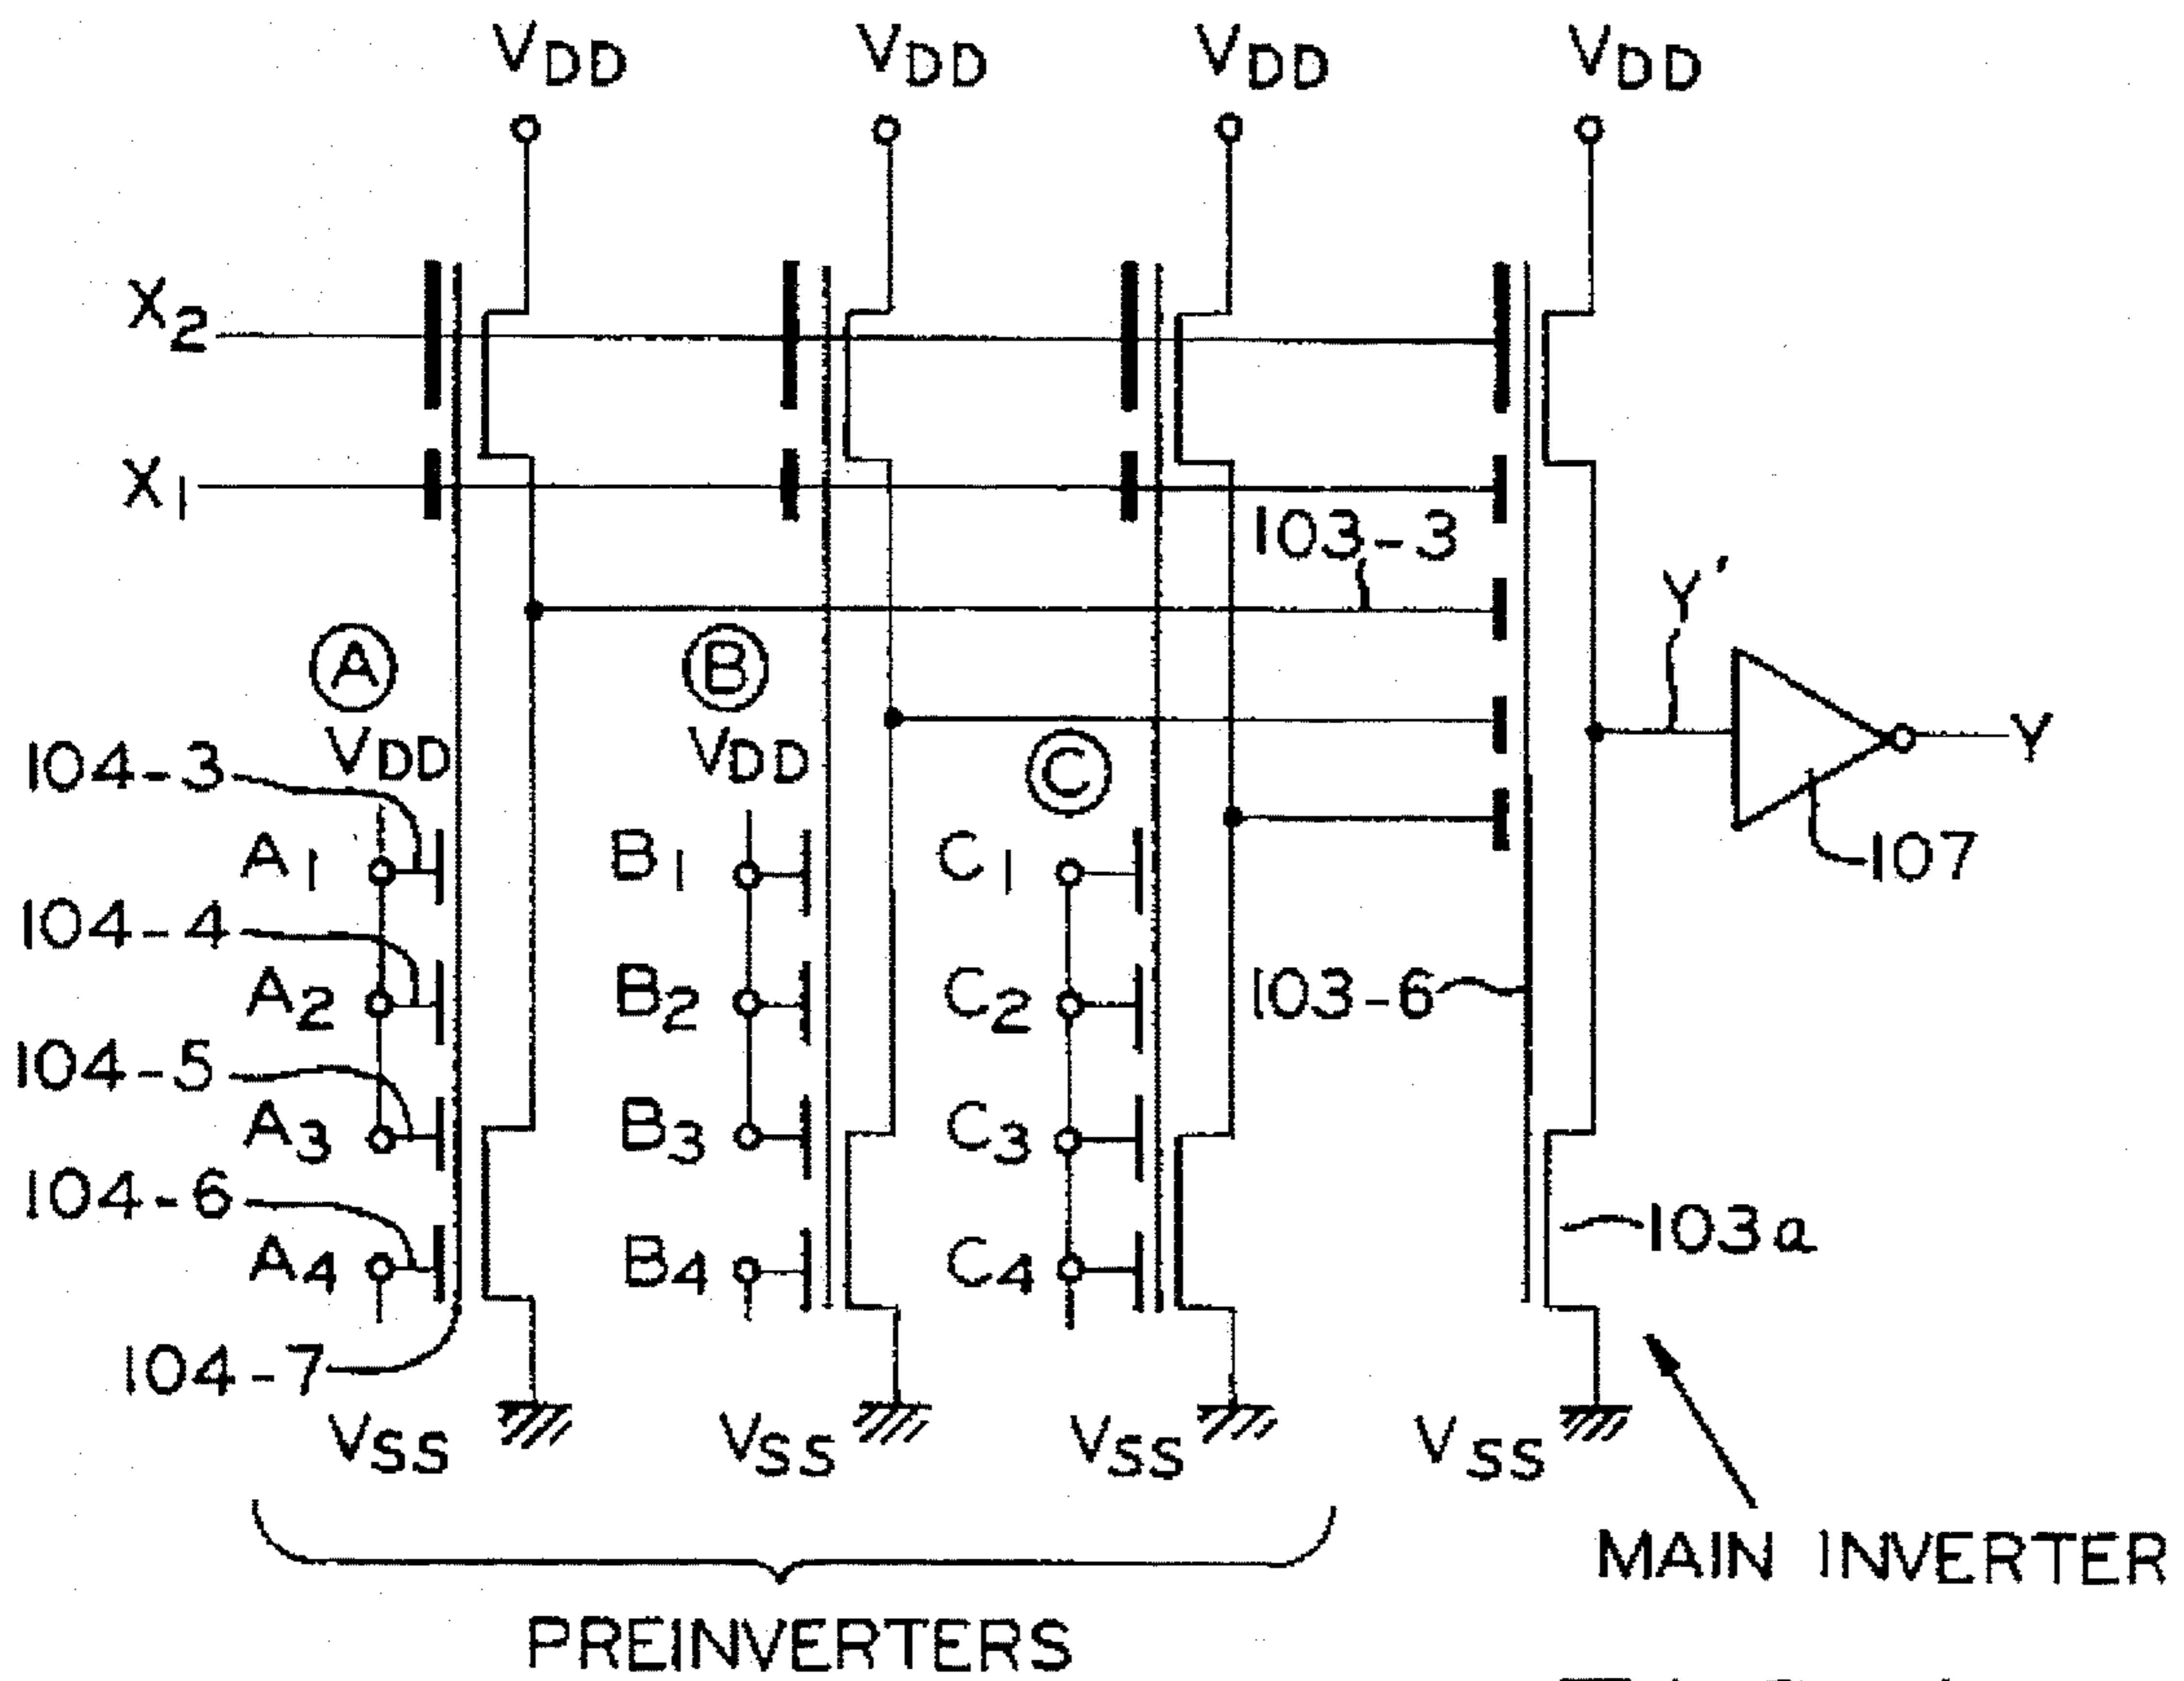 VDD VDD VDD VDD
X2
X1
103-3
Y'
A B
VDD VDD C
104-3
Y
A1 B1 C1
107
104-4
A2 B2 C2 103-6
104-5
A3 B3 C3
104-6 103a
A4 B4 C4
104-7
VSS VSS VSS VSS
MAIN INVERTER
PREINVERTERS